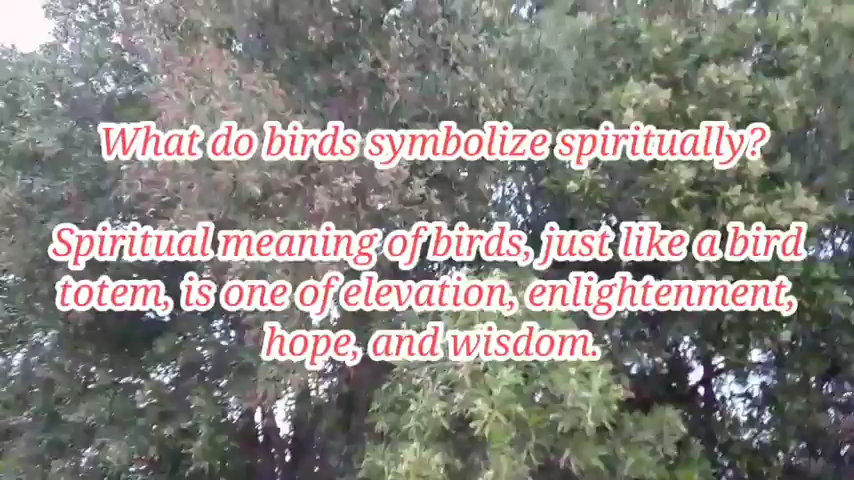 What do birds symbolize spiritually?
Spiritual meaning of birds, just like a bird
totem, is one of elevation, enlightenment,
hope, and wisdom.